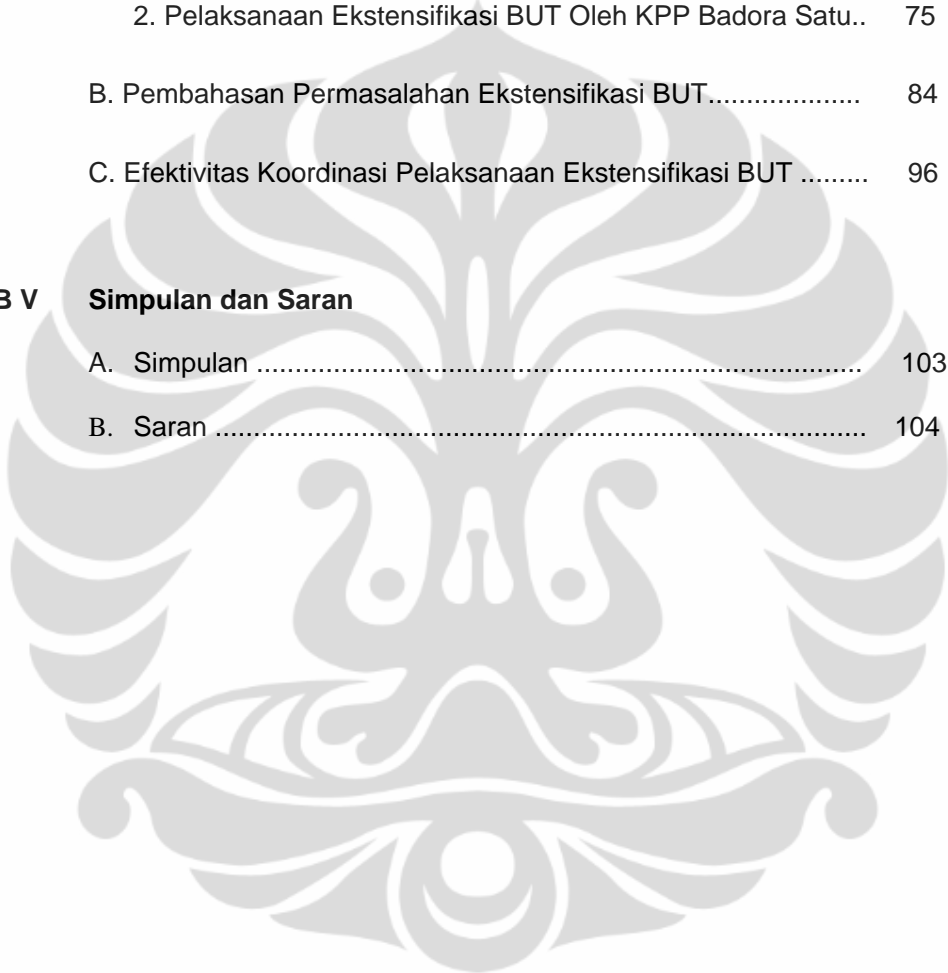 2. Pelaksanaan Ekstensifikasi BUT Oleh KPP Badora Satu.. 75
B. Pembahasan Permasalahan Ekstensifikasi BUT.................... 84
C. Efektivitas Koordinasi Pelaksanaan Ekstensifikasi BUT ......... 96
B V Simpulan dan Saran
A. Simpulan ............................................................................... 103
B. Saran ..................................................................................... 104